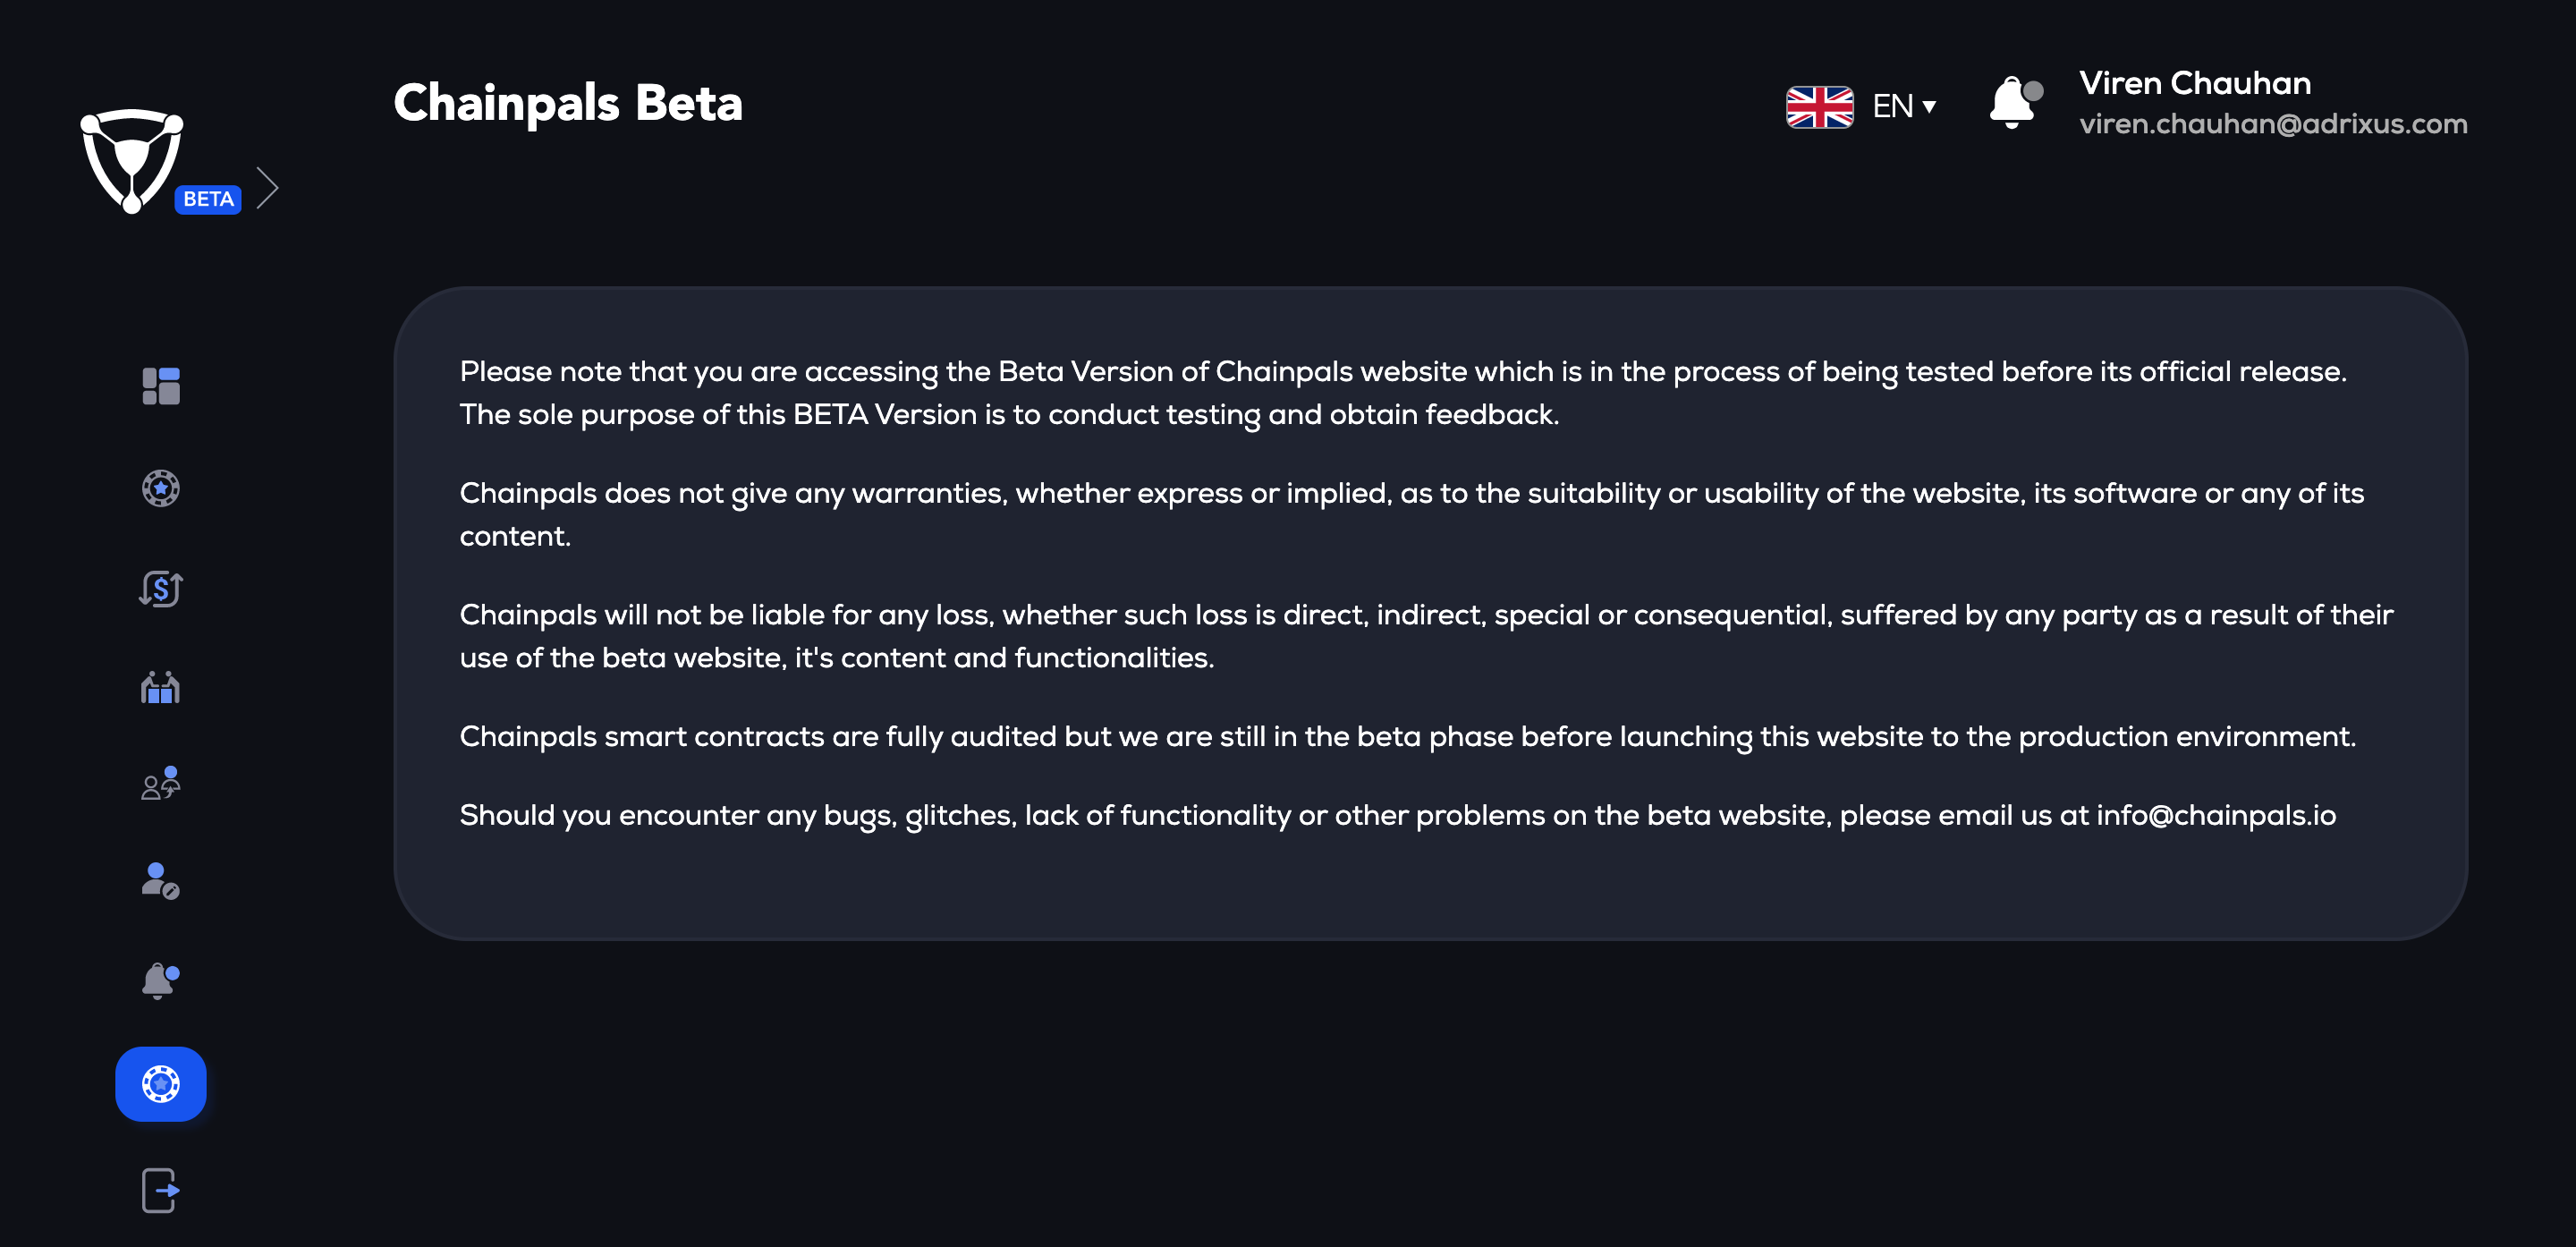 Chainpals Beta
EN
Viren Chauhan
viren.chauhan@adrixus.com
BETA
Please note that you are accessing the Beta Version of Chainpals website which is in the process of being tested before its official release.
The sole purpose of this BETA Version is to conduct testing and obtain feedback.
Chainpals does not give any warranties, whether express or implied, as to the suitability or usability of the website, its software or any of its
content.
Chainpals will not be liable for any loss, whether such loss is direct, indirect, special or consequential, suffered by any party as a result of their
use of the beta website, it's content and functionalities.
Chainpals smart contracts are fully audited but we are still in the beta phase before launching this website to the production environment.
Should you encounter any bugs, glitches, lack of functionality or other problems on the beta website, please email us at info@chainpals.io
$